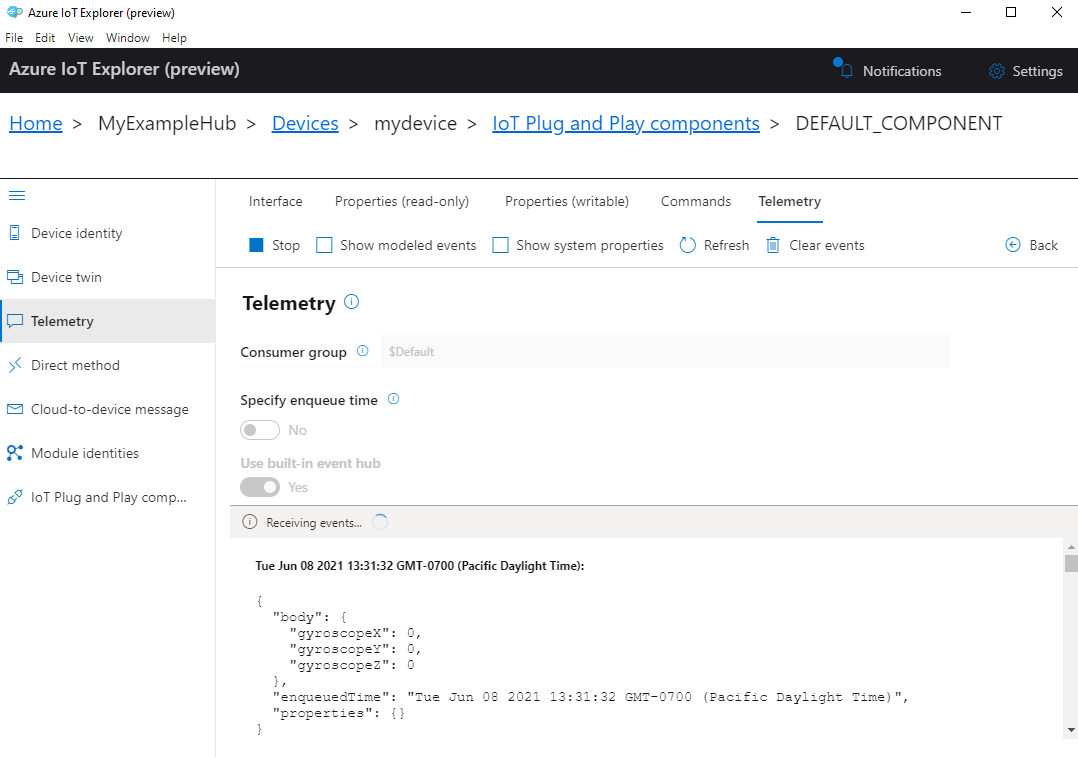 Azure IoT Explorer (preview)
File Edit View Window Help
Azure IoT Explorer (preview) Notifications Settings
Home > MyExampleHub > Devices > mydevice > IoT Plug and Play components > DEFAULT_COMPONENT
Device identity
Device twin
Telemetry
Direct method
Cloud-to-device message
Module identities
IoT Plug and Play comp...
Interface Properties (read-only) Properties (writable) Commands Telemetry
Stop Show modeled events Show system properties Refresh Clear events Back
Telemetry
Consumer group $Default
Specify enqueue time
No
Use built-in event hub
Yes
Receiving events...
Tue Jun 08 2021 13:31:32 GMT-0700 (Pacific Daylight Time):
{
"body": {
"gyroscopeX": 0,
"gyroscopeY": 0,
"gyroscopeZ": 0
},
"enqueuedTime": "Tue Jun 08 2021 13:31:32 GMT-0700 (Pacific Daylight Time)",
"properties": {}
}